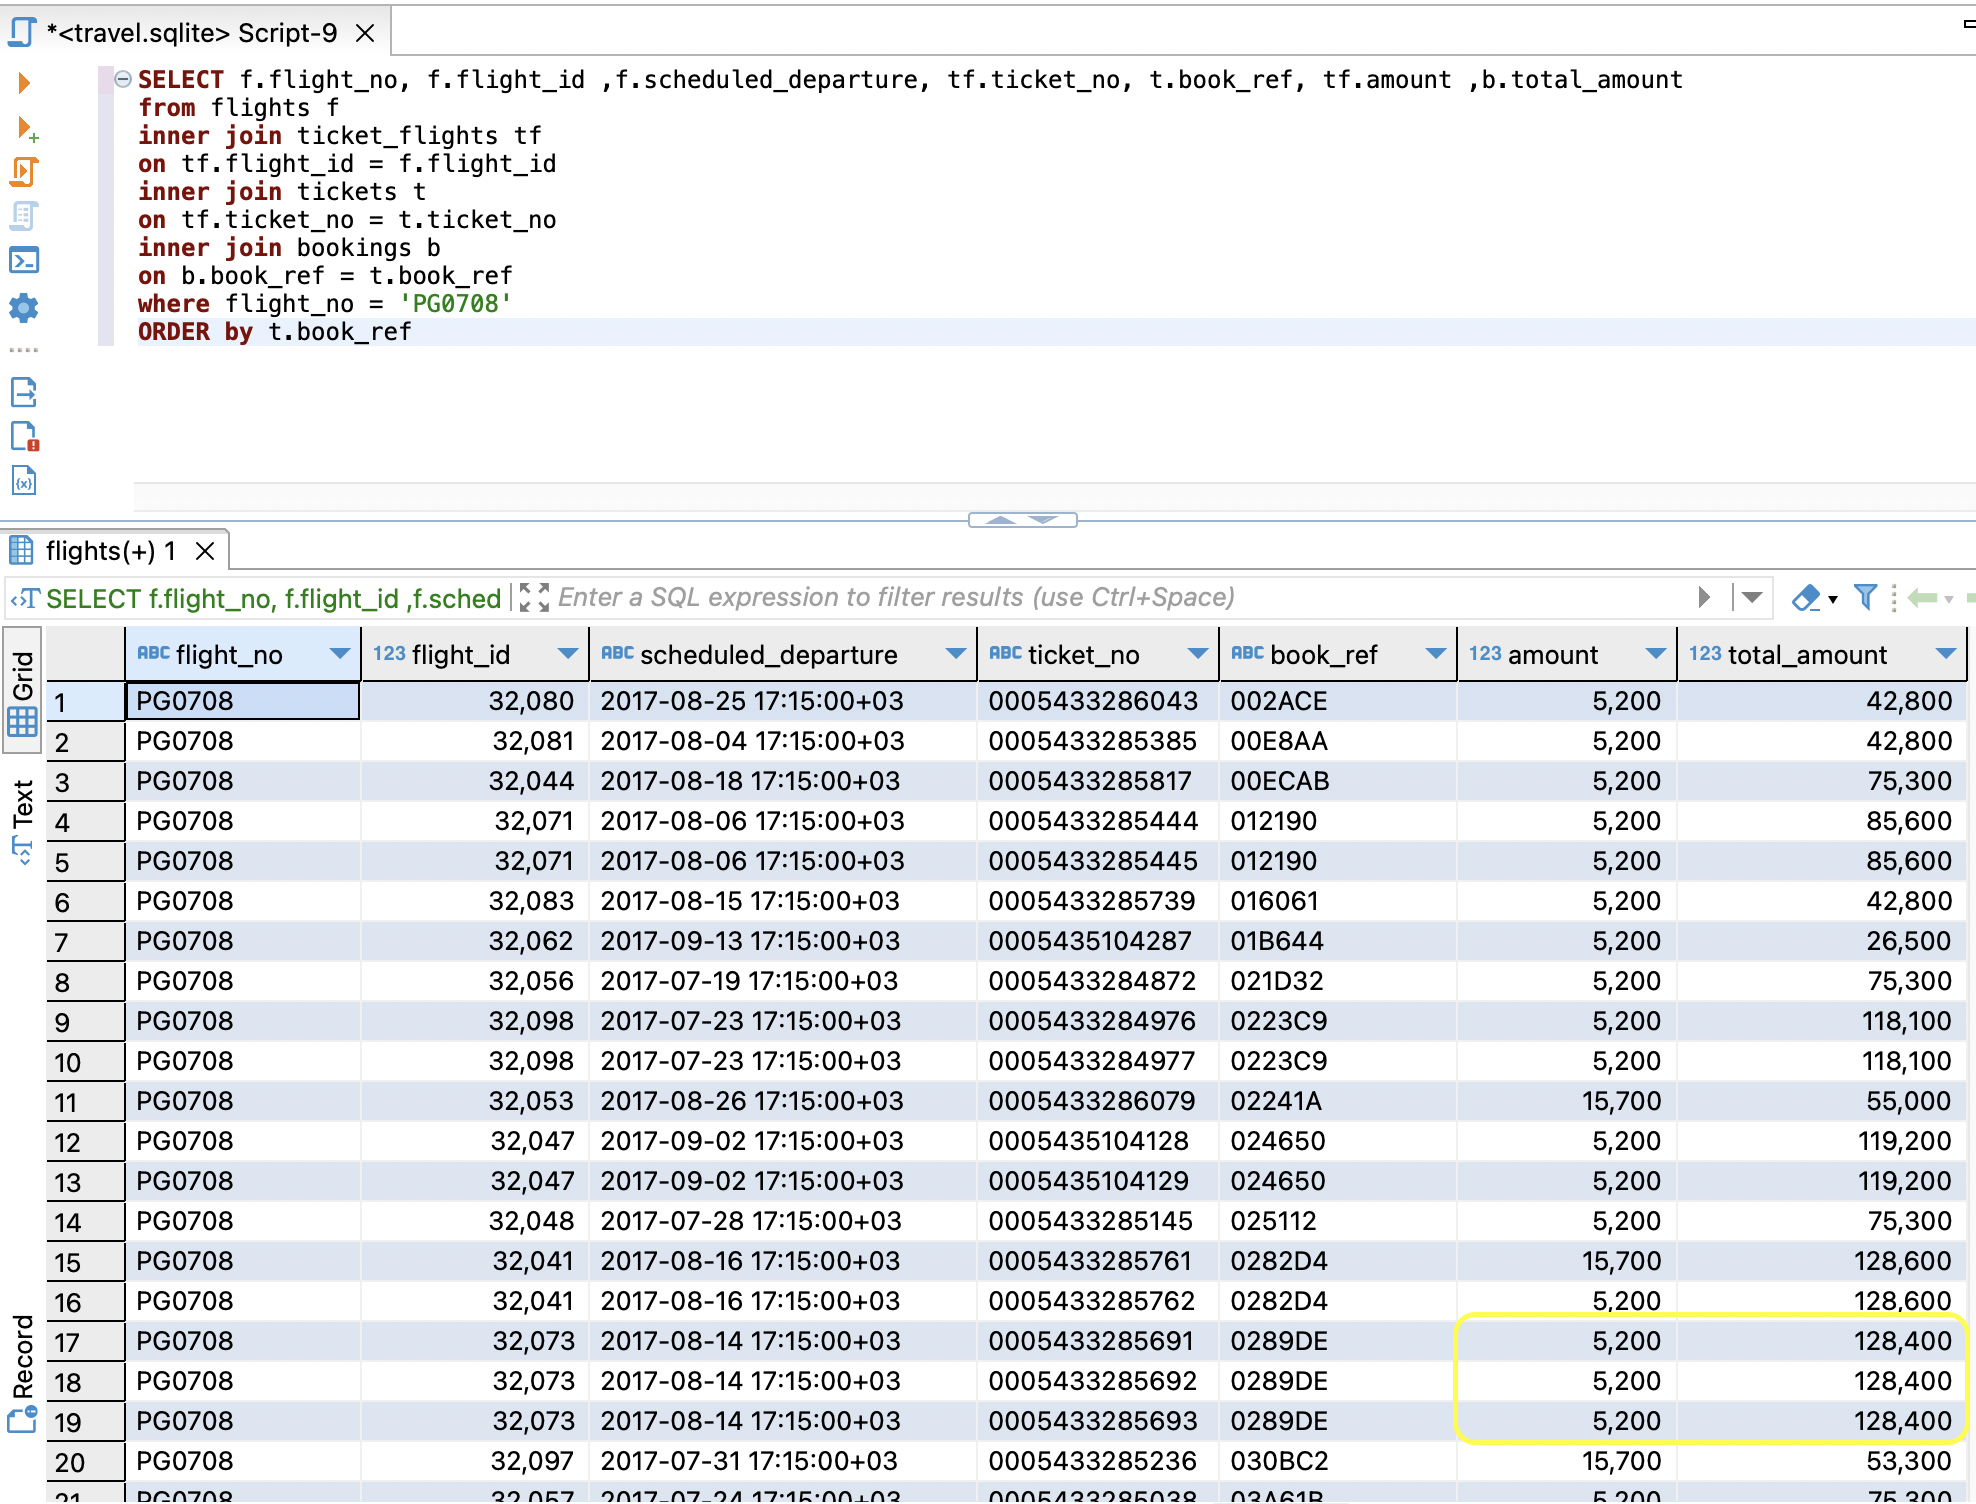 *<travel.sqlite> Script-9
SELECT f.flight_no, f.flight_id ,f.scheduled_departure, tf.ticket_no, t.book_ref, tf.amount ,b.total_amount
from flights f
inner join ticket_flights tf
on tf.flight_id = f.flight_id
inner join tickets t
on tf.ticket_no = t.ticket_no
inner join bookings b
on b.book_ref = t.book_ref
where flight_no = 'PG0708'
ORDER by t.book_ref
flights(+) 1
SELECT f.flight_no, f.flight_id ,f.sched Enter a SQL expression to filter results (use Ctrl+Space)
Grid
Text
Record
ABC flight_no 123 flight_id ABC scheduled_departure ABC ticket_no ABC book_ref 123 amount 123 total_amount
1 PG0708 32,080 2017-08-25 17:15:00+03 0005433286043 002ACE 5,200 42,800
2 PG0708 32,081 2017-08-04 17:15:00+03 0005433285385 00E8AA 5,200 42,800
3 PG0708 32,044 2017-08-18 17:15:00+03 0005433285817 00ECAB 5,200 75,300
4 PG0708 32,071 2017-08-06 17:15:00+03 0005433285444 012190 5,200 85,600
5 PG0708 32,071 2017-08-06 17:15:00+03 0005433285445 012190 5,200 85,600
6 PG0708 32,083 2017-08-15 17:15:00+03 0005433285739 016061 5,200 42,800
7 PG0708 32,062 2017-09-13 17:15:00+03 0005435104287 01B644 5,200 26,500
8 PG0708 32,056 2017-07-19 17:15:00+03 0005433284872 021D32 5,200 75,300
9 PG0708 32,098 2017-07-23 17:15:00+03 0005433284976 0223C9 5,200 118,100
10 PG0708 32,098 2017-07-23 17:15:00+03 0005433284977 0223C9 5,200 118,100
11 PG0708 32,053 2017-08-26 17:15:00+03 0005433286079 02241A 15,700 55,000
12 PG0708 32,047 2017-09-02 17:15:00+03 0005435104128 024650 5,200 119,200
13 PG0708 32,047 2017-09-02 17:15:00+03 0005435104129 024650 5,200 119,200
14 PG0708 32,048 2017-07-28 17:15:00+03 0005433285145 025112 5,200 75,300
15 PG0708 32,041 2017-08-16 17:15:00+03 0005433285761 0282D4 15,700 128,600
16 PG0708 32,041 2017-08-16 17:15:00+03 0005433285762 0282D4 5,200 128,600
17 PG0708 32,073 2017-08-14 17:15:00+03 0005433285691 0289DE 5,200 128,400
18 PG0708 32,073 2017-08-14 17:15:00+03 0005433285692 0289DE 5,200 128,400
19 PG0708 32,073 2017-08-14 17:15:00+03 0005433285693 0289DE 5,200 128,400
20 PG0708 32,097 2017-07-31 17:15:00+03 0005433285236 030BC2 15,700 53,300
21 PG0708 32,057 2017-07-24 17:15:00+03 0005433285038 03A61B 5,200 75,300